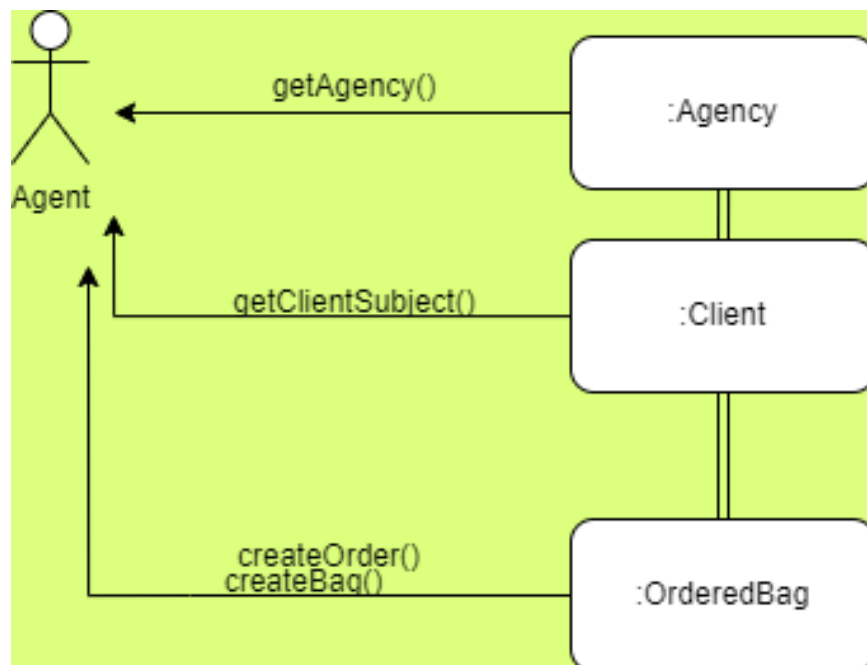 getAgency()
:Agency
Agent
getClientSubject()
:Client
createOrder()
createBag()
:OrderedBag